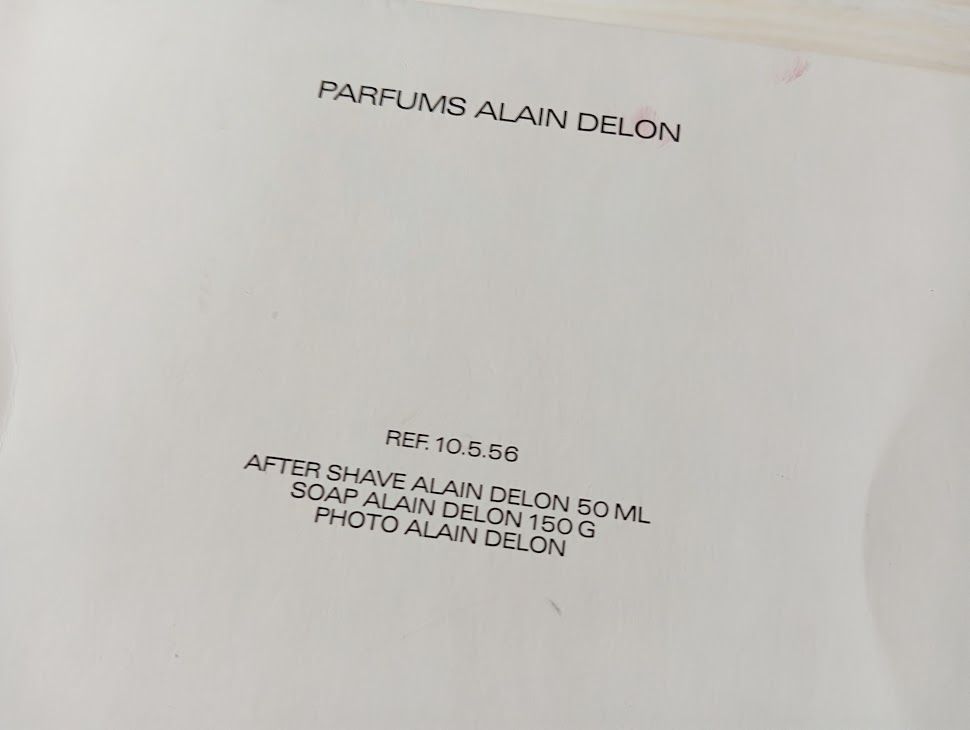 PARFUMS ALAIN DELON
REF. 10.5.56
AFTER SHAVE ALAIN DELON 50 ML
SOAP ALAIN DELON 150 G
PHOTO ALAIN DELON